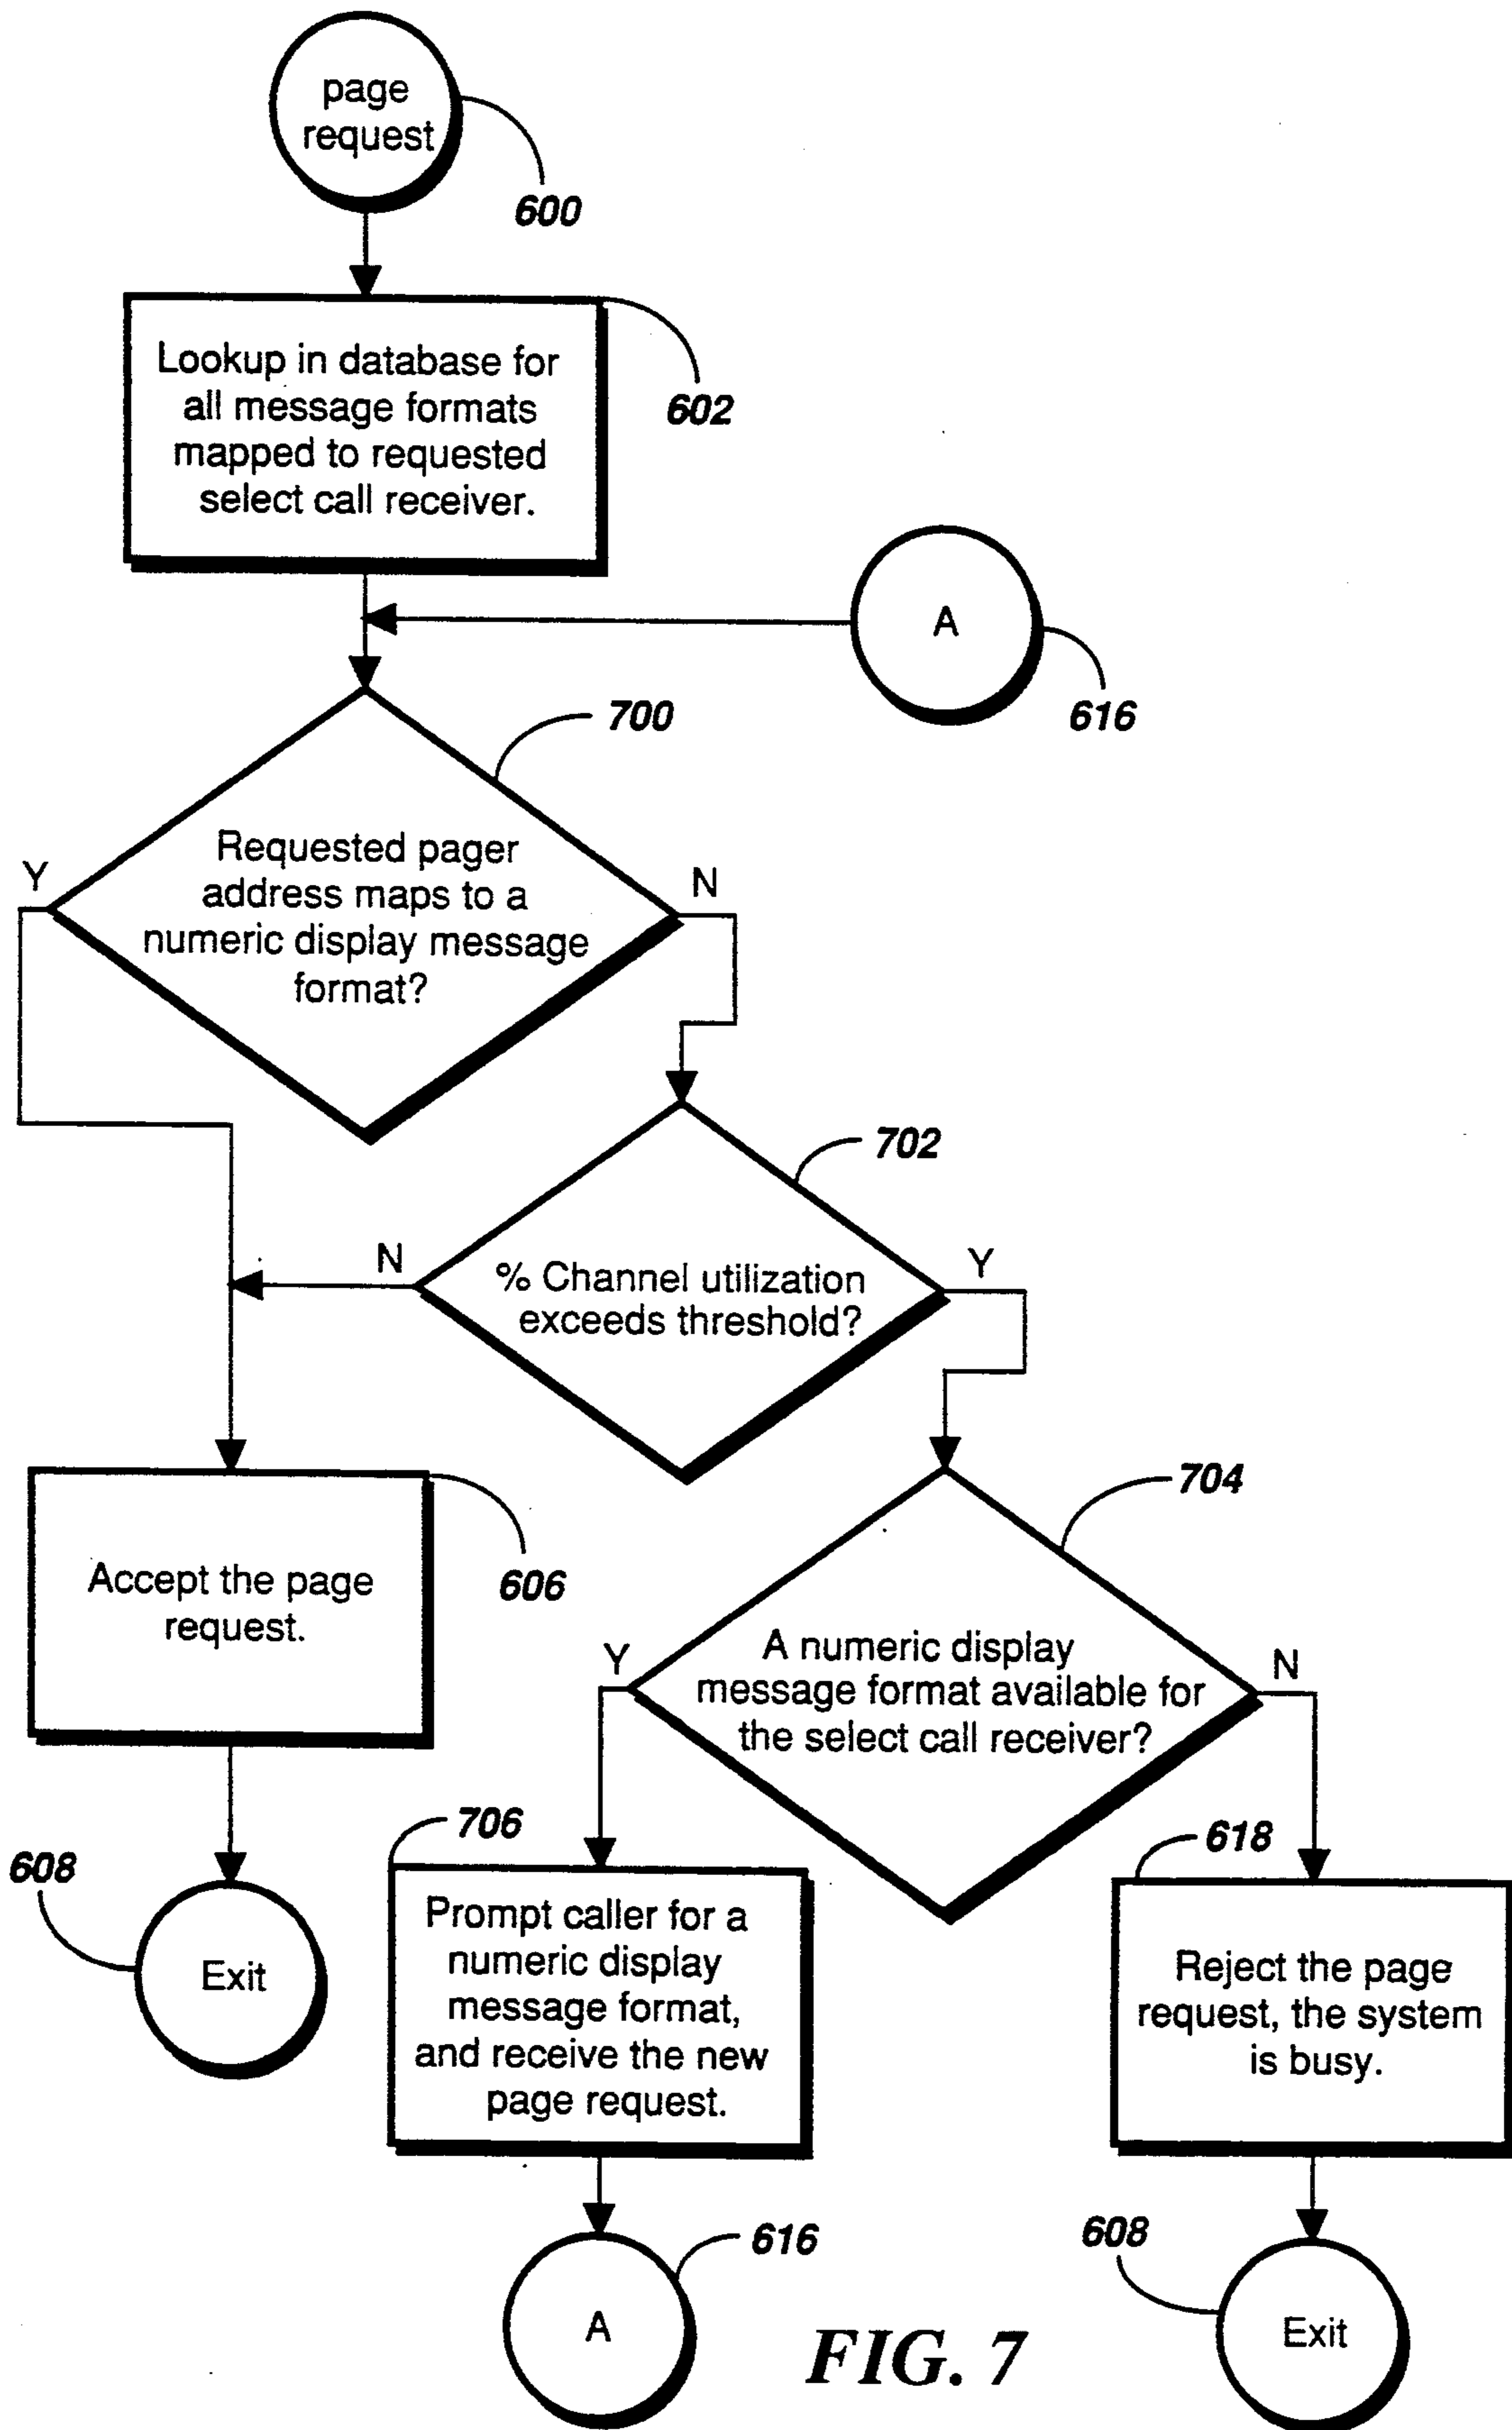 page
request
600
Lookup in database for
all message formats
mapped to requested
select call receiver.
602
A
616
700
Requested pager
address maps to a
numeric display message
format?
Y
N
702
% Channel utilization
exceeds threshold?
N
Y
704
Accept the page
request.
606
A numeric display
message format available for
the select call receiver?
Y
N
608
Exit
706
Prompt caller for a
numeric display
message format,
and receive the new
page request.
618
Reject the page
request, the system
is busy.
616
A
608
Exit
FIG. 7